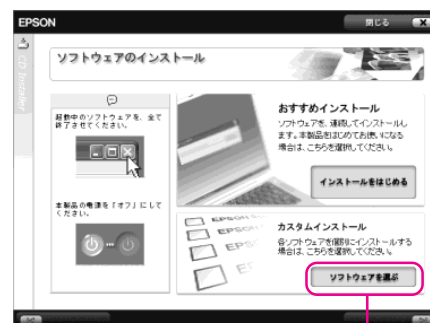 EPSON
閉じる
CD Installer
ソフトウェアのインストール
起動中のソフトウェアを、全て
終了させてください。
本製品の電源を「オフ」にして
ください。
おすすめインストール
ソフトウェアを、連続してインストールし
ます。本製品をはじめてお使いになる
場合は、こちらを選択してください。
インストールをはじめる
カスタムインストール
各ソフトウェアを個別にインストールする
場合は、こちらを選択してください。
ソフトウェアを選ぶ
EPSON
EPSON
EPS
E